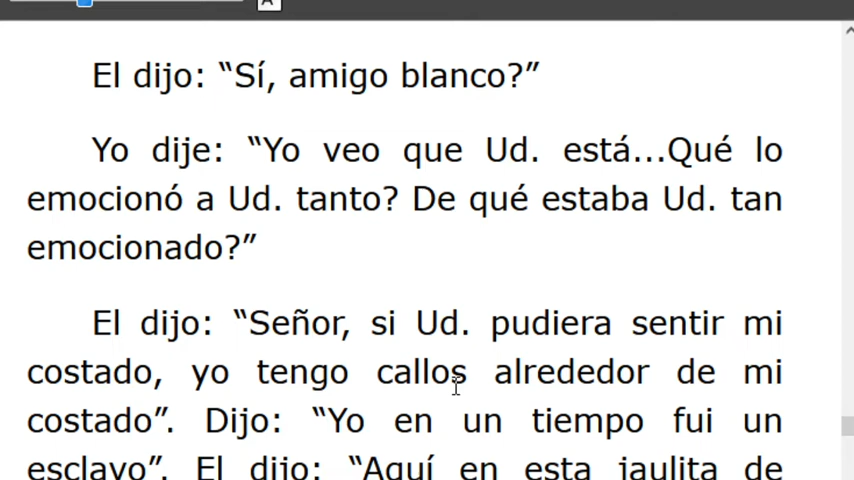 El dijo: “Sí, amigo blanco?”
Yo dije: “Yo veo que Ud. está...Qué lo
emocionó a Ud. tanto? De qué estaba Ud. tan
emocionado?”
El dijo: “Señor, si Ud. pudiera sentir mi
costado, yo tengo callos alrededor de mi
costado”. Dijo: “Yo en un tiempo fui un
esclavo”. El dijo: “Aquí en esta jaulita de